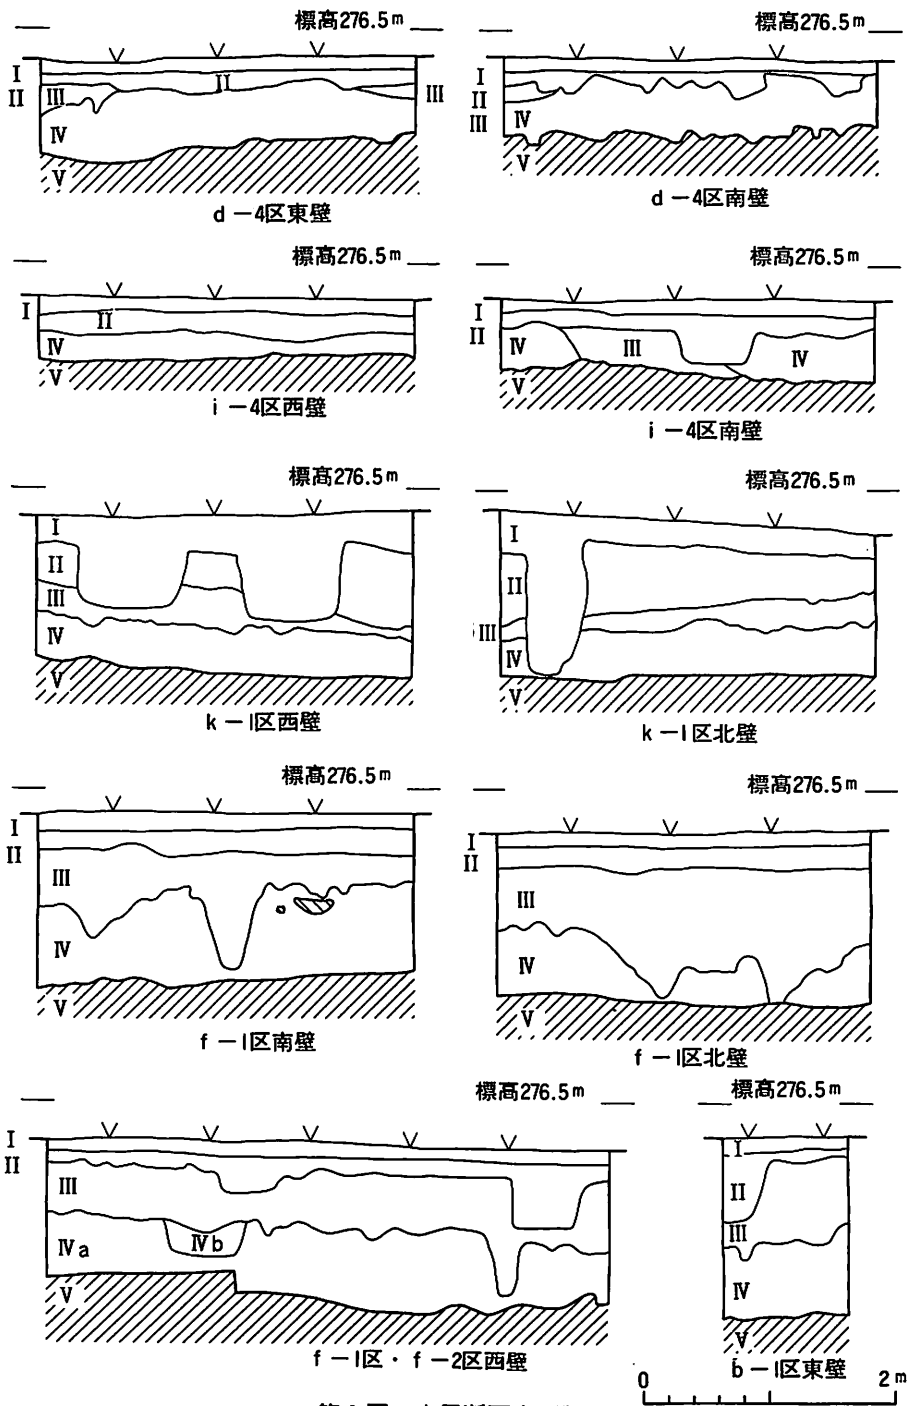 標高276.5m
標高276.5m
I
II
III
II
III
IV
V
I
II
III
IV
V
d－4区東壁
d－4区南壁
標高276.5m
標高276.5m
I
II
IV
V
I
II
IV
III
IV
V
i－4区西壁
i－4区南壁
標高276.5m
標高276.5m
I
II
III
IV
V
I
II
III
IV
V
k－1区西壁
k－1区北壁
標高276.5m
標高276.5m
I
II
III
IV
V
I
II
III
IV
V
f－1区南壁
f－1区北壁
標高276.5m
標高276.5m
I
II
III
IVa
IVb
V
I
II
III
IV
V
f－1区・f－2区西壁
b－1区東壁
0
2m